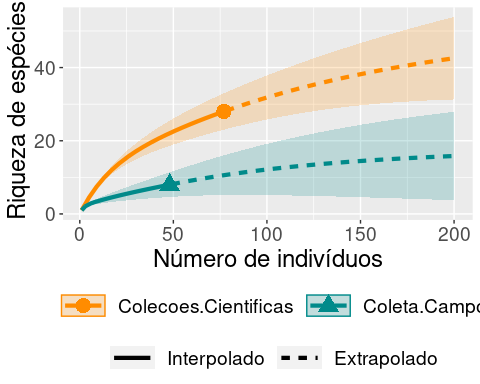 Riqueza de espécies
40
20
0
0 50 100 150 200
Número de indivíduos
Colecoes.Cientificas Coleta.Campo
Interpolado Extrapolado